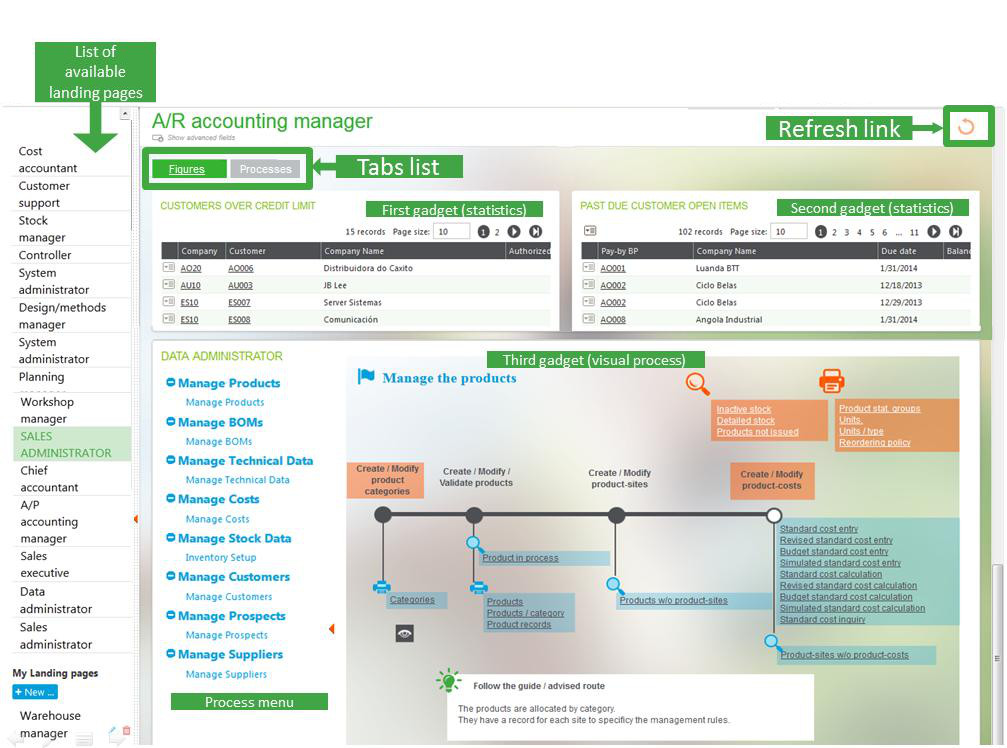 List of
available
landing pages
A/R accounting manager
Show advanced fields
Refresh link
Figures
Processes
Tabs list
Cost
accountant
Customer
support
Stock
manager
Controller
System
administrator
Design/methods
manager
System
administrator
Planning
Workshop
manager
SALES
ADMINISTRATOR
Chief
accountant
A/P
accounting
manager
Sales
executive
Data
administrator
Sales
administrator
My Landing pages
+ New ...
Warehouse
manager
CUSTOMERS OVER CREDIT LIMIT
First gadget (statistics)
15 records Page size: 10 1 2
Company Customer Company Name Authorized
AO20 AO006 Distribuidora do Caxito
AU10 AU003 JB Lee
ES10 ES007 Server Sistemas
ES10 ES008 Comunicación
PAST DUE CUSTOMER OPEN ITEMS
Second gadget (statistics)
102 records Page size: 10 1 2 3 4 5 6 ... 11
Pay-by BP Company Name Due date Balanc
AO001 Luanda BTT 1/31/2014
AO002 Ciclo Belas 12/18/2013
AO002 Ciclo Belas 12/29/2013
AO008 Angola Industrial 1/31/2014
DATA ADMINISTRATOR
Third gadget (visual process)
Manage Products
Manage Products
Manage BOMs
Manage BOMs
Manage Technical Data
Manage Technical Data
Manage Costs
Manage Costs
Manage Stock Data
Inventory Setup
Manage Customers
Manage Customers
Manage Prospects
Manage Prospects
Manage Suppliers
Manage Suppliers
Process menu
Manage the products
Inactive stock
Detailed stock
Products not issued
Product stat. groups
Units.
Units / type
Reordering policy
Create / Modify
product
categories
Create / Modify /
Validate products
Create / Modify
product-sites
Create / Modify
product-costs
Product in process
Categories
Products
Products / category
Product records
Products w/o product-sites
Standard cost entry
Revised standard cost entry
Budget standard cost entry
Simulated standard cost entry
Standard cost calculation
Revised standard cost calculation
Budget standard cost calculation
Simulated standard cost calculation
Standard cost inquiry
Product-sites w/o product-costs
Follow the guide / advised route
The products are allocated by category.
They have a record for each site to specificy the management rules.